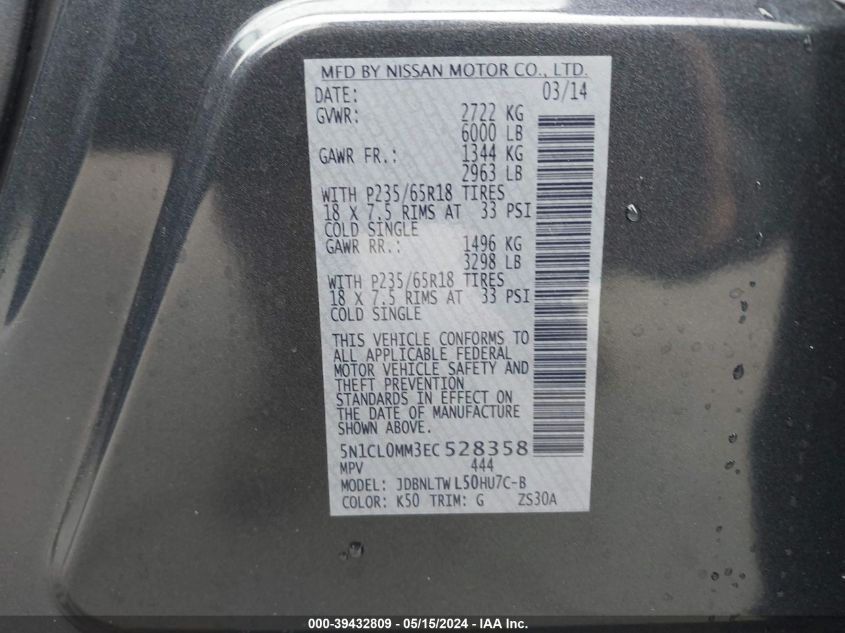 MFD BY NISSAN MOTOR CO., LTD.
DATE: 03/14
GVWR: 2722 KG
6000 LB
GAWR FR.: 1344 KG
2963 LB
WITH P235/65R18 TIRES
18 X 7.5 RIMS AT 33 PSI
COLD SINGLE
GAWR RR.: 1496 KG
3298 LB
WITH P235/65R18 TIRES
18 X 7.5 RIMS AT 33 PSI
COLD SINGLE
THIS VEHICLE CONFORMS TO
ALL APPLICABLE FEDERAL
MOTOR VEHICLE SAFETY AND
THEFT PREVENTION
STANDARDS IN EFFECT ON
THE DATE OF MANUFACTURE
SHOWN ABOVE.
5N1CL0MM3EC528358
MPV 444
MODEL: JDBNLTWL50HU7C-B
COLOR: K50 TRIM: G ZS30A
000-39432809 - 05/15/2024 - IAA Inc.